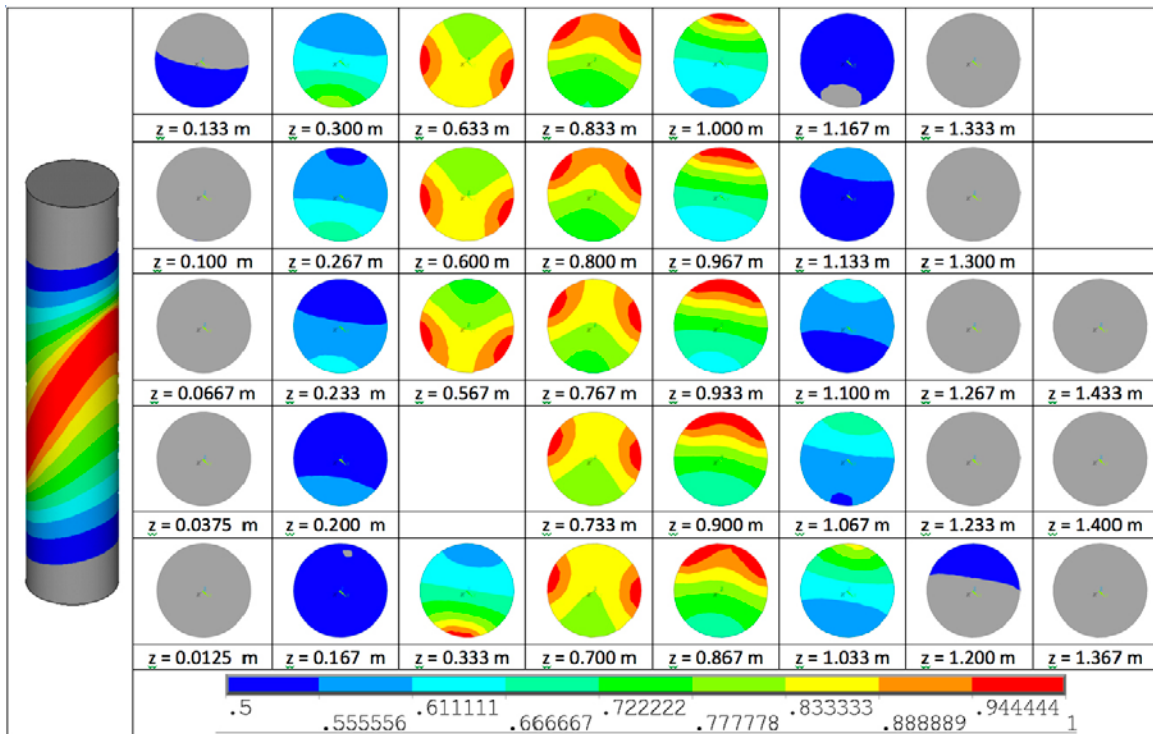 z = 0.133 m z = 0.300 m z = 0.633 m z = 0.833 m z = 1.000 m z = 1.167 m z = 1.333 m
z = 0.100 m z = 0.267 m z = 0.600 m z = 0.800 m z = 0.967 m z = 1.133 m z = 1.300 m
z = 0.0667 m z = 0.233 m z = 0.567 m z = 0.767 m z = 0.933 m z = 1.100 m z = 1.267 m z = 1.433 m
z = 0.0375 m z = 0.200 m z = 0.733 m z = 0.900 m z = 1.067 m z = 1.233 m z = 1.400 m
z = 0.0125 m z = 0.167 m z = 0.333 m z = 0.700 m z = 0.867 m z = 1.033 m z = 1.200 m z = 1.367 m
.5 .611111 .722222 .833333 .944444
.555556 .666667 .777778 .888889 1